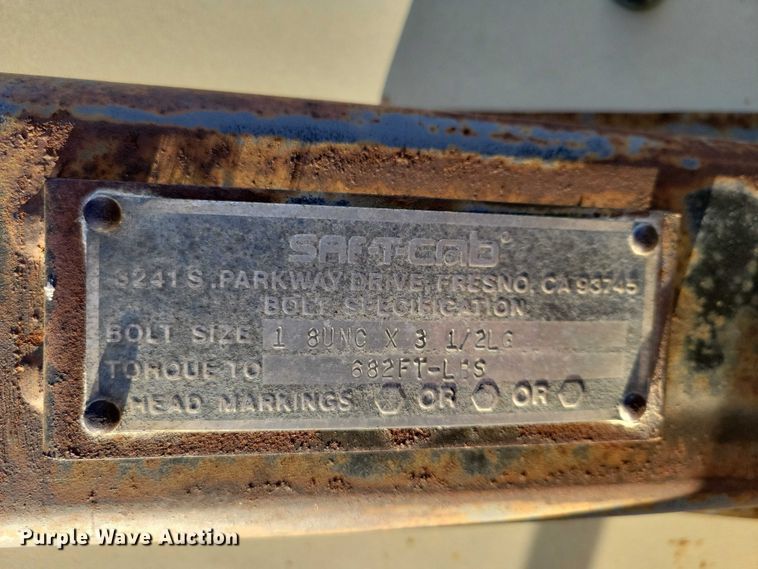 SAF-T-CAB®
3241 S. PARKWAY DRIVE, FRESNO, CA 93745
BOLT SPECIFICATION
BOLT SIZE 1 8UNC X 3 1/2LG
TORQUE TO 682FT-LBS
HEAD MARKINGS OR OR
Purple Wave Auction